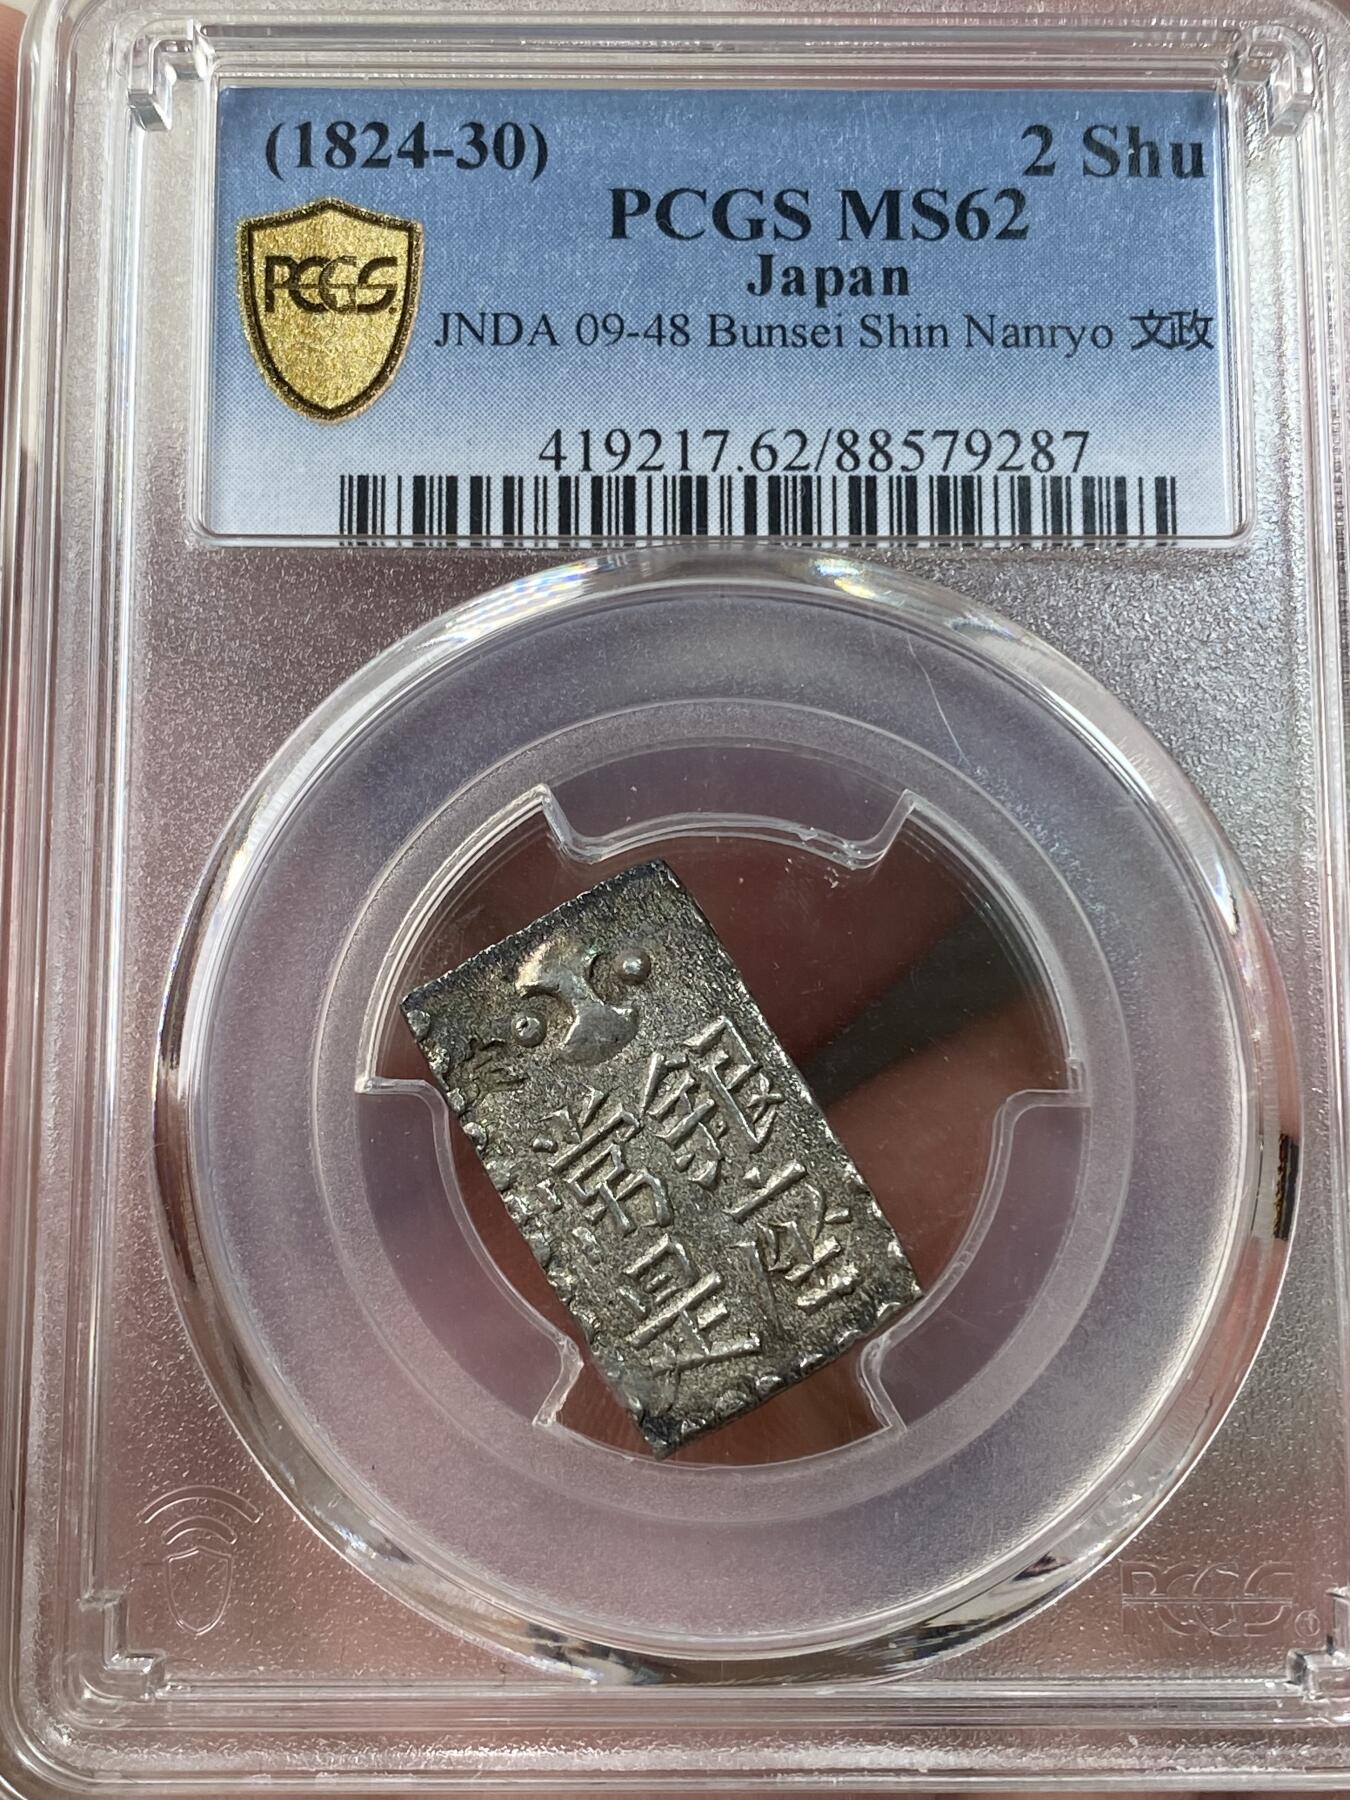 (1824-30) 2 Shu
PCGS MS62
Japan
PCGS
JNDA 09-48 Bunsei Shin Nanryo 文政
419217.62/88579287
銀座
常是
PCGS